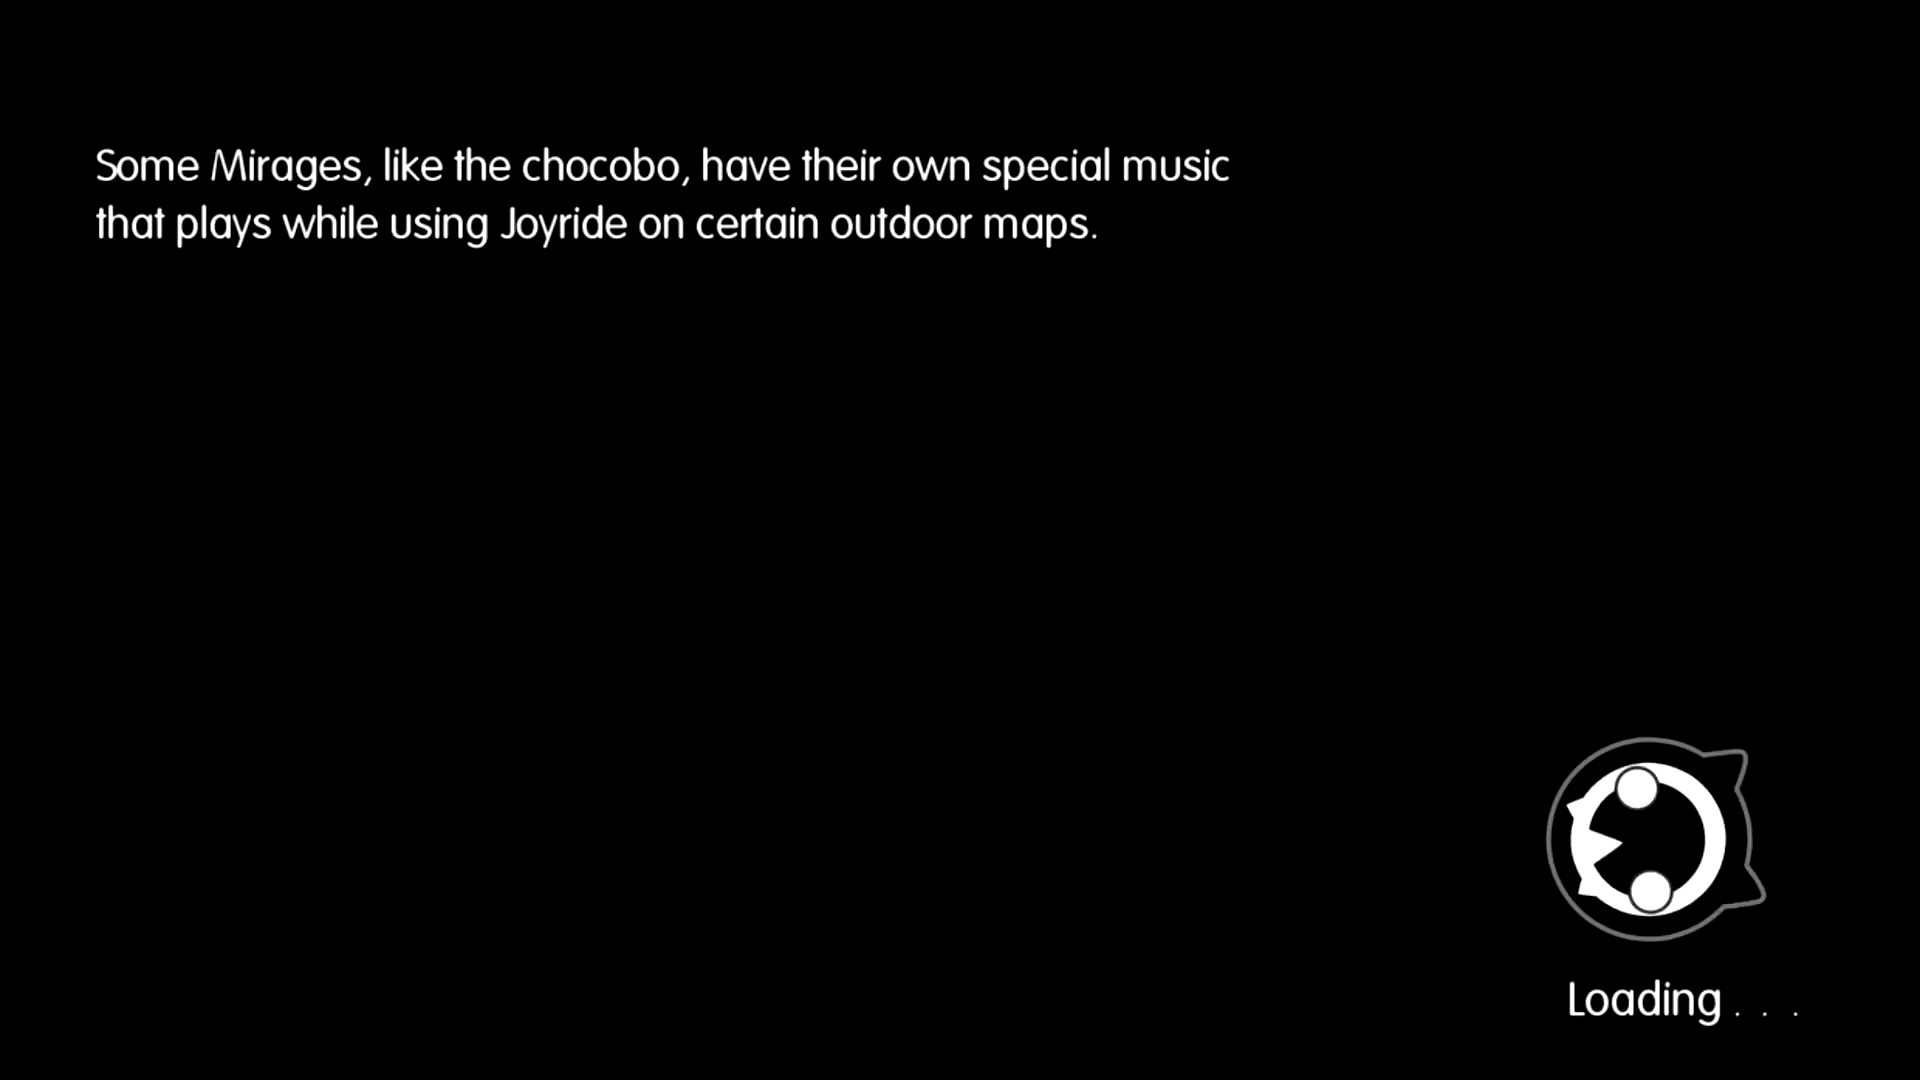 Some Mirages, like the chocobo, have their own special music
that plays while using Joyride on certain outdoor maps.
Loading . . .